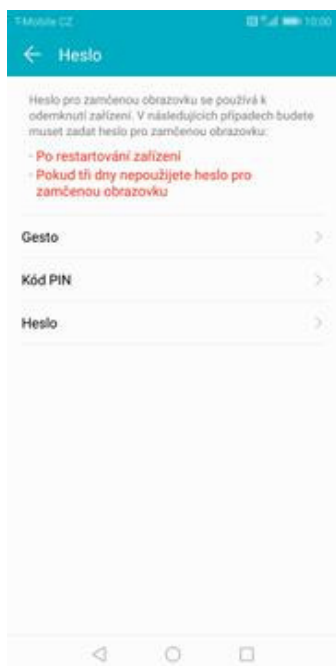 T-Mobile CZ 10:00
Heslo
Heslo pro zamčenou obrazovku se používá k
odemknutí zařízení. V následujících případech budete
muset zadat heslo pro zamčenou obrazovku:
- Po restartování zařízení
- Pokud tři dny nepoužijete heslo pro
zamčenou obrazovku
Gesto
Kód PIN
Heslo